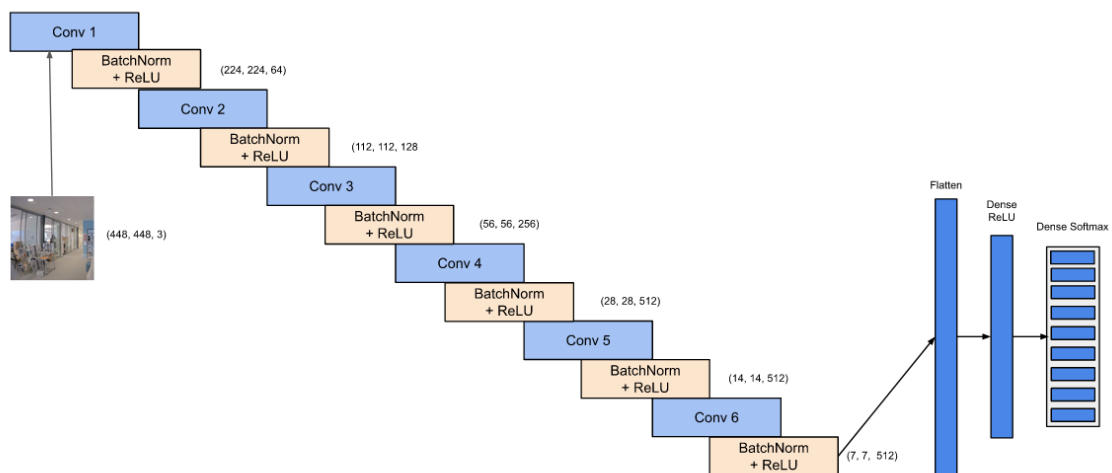 Conv 1
BatchNorm
+ ReLU
(224, 224, 64)
Conv 2
BatchNorm
+ ReLU
(112, 112, 128
Conv 3
BatchNorm
+ ReLU
(56, 56, 256)
(448, 448, 3)
Conv 4
BatchNorm
+ ReLU
(28, 28, 512)
Conv 5
BatchNorm
+ ReLU
(14, 14, 512)
Conv 6
BatchNorm
+ ReLU
(7, 7, 512)
Flatten
Dense
ReLU
Dense Softmax